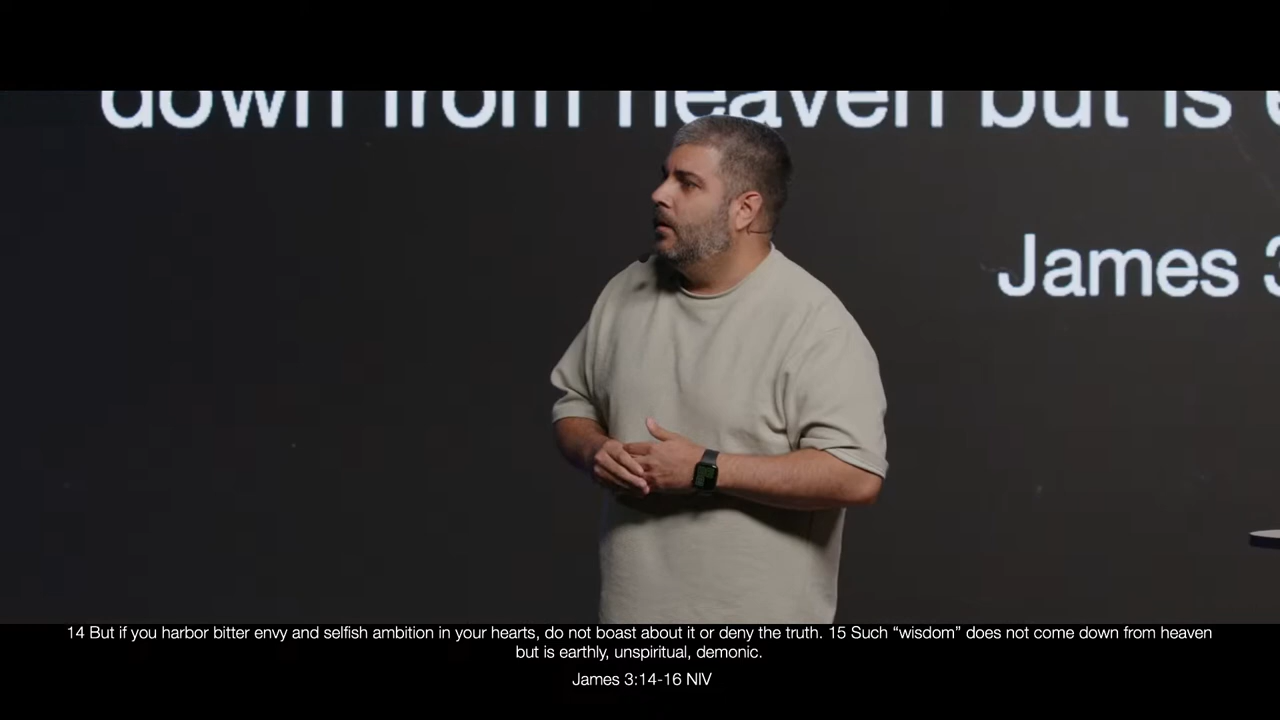 down from heaven but is e
James 3
14 But if you harbor bitter envy and selfish ambition in your hearts, do not boast about it or deny the truth. 15 Such “wisdom” does not come down from heaven
but is earthly, unspiritual, demonic.
James 3:14-16 NIV